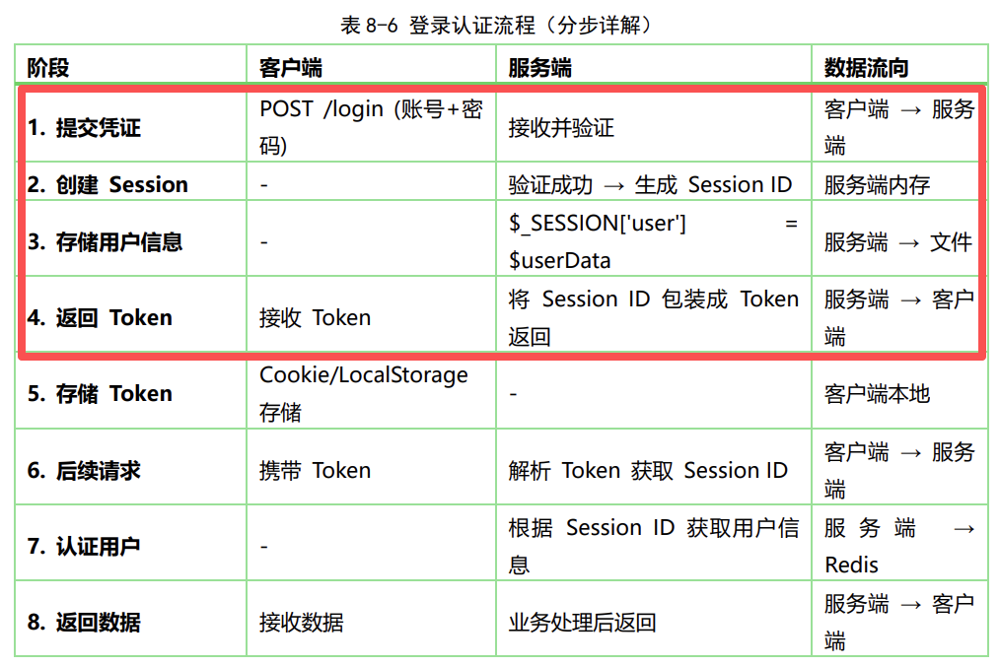 表 8-6 登录认证流程（分步详解）
阶段 客户端 服务端 数据流向
1. 提交凭证 POST /login (账号+密码) 接收并验证 客户端 → 服务端
2. 创建 Session - 验证成功 → 生成 Session ID 服务端内存
3. 存储用户信息 - $_SESSION['user'] = $userData 服务端 → 文件
4. 返回 Token 接收 Token 将 Session ID 包装成 Token 返回 服务端 → 客户端
5. 存储 Token Cookie/LocalStorage 存储 - 客户端本地
6. 后续请求 携带 Token 解析 Token 获取 Session ID 客户端 → 服务端
7. 认证用户 - 根据 Session ID 获取用户信息 服务端 → Redis
8. 返回数据 接收数据 业务处理后返回 服务端 → 客户端